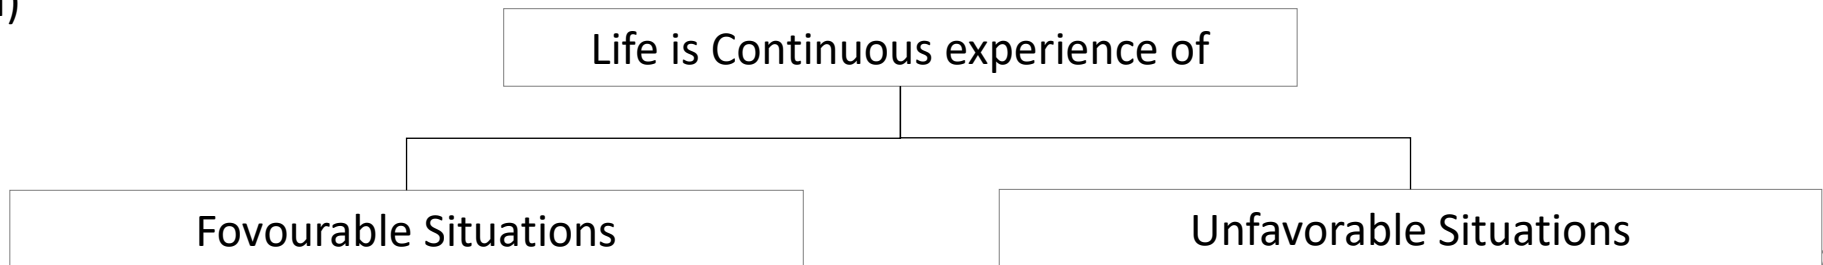 Life is Continuous experience of
Fovourable Situations
Unfavorable Situations